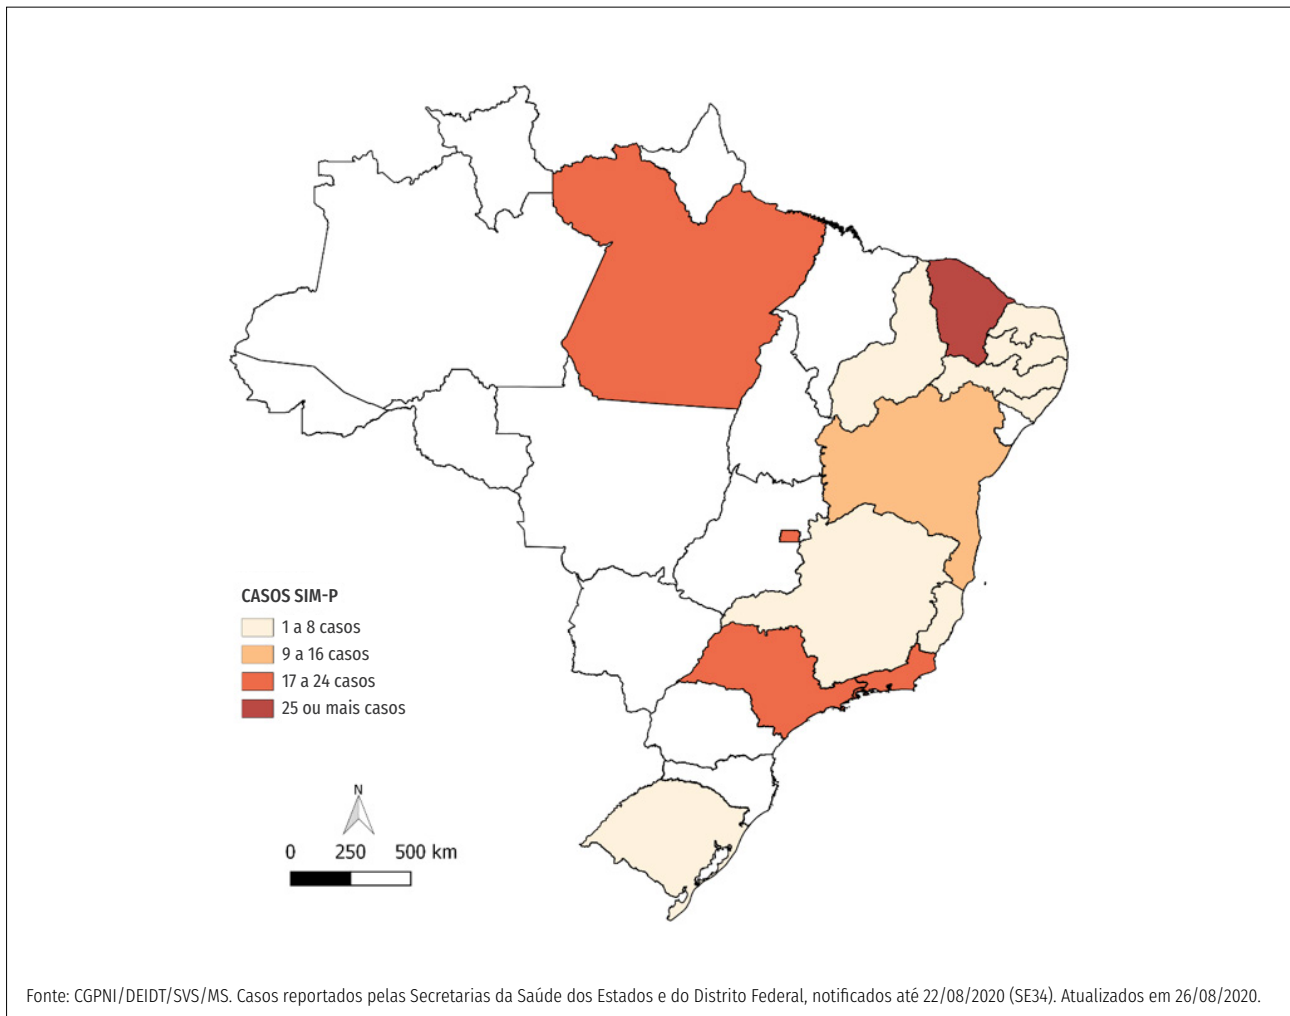 CASOS SIM-P
1 a 8 casos
9 a 16 casos
17 a 24 casos
25 ou mais casos
N
0 250 500 km
Fonte: CGPNI/DEIDT/SVS/MS. Casos reportados pelas Secretarias da Saúde dos Estados e do Distrito Federal, notificados até 22/08/2020 (SE34). Atualizados em 26/08/2020.